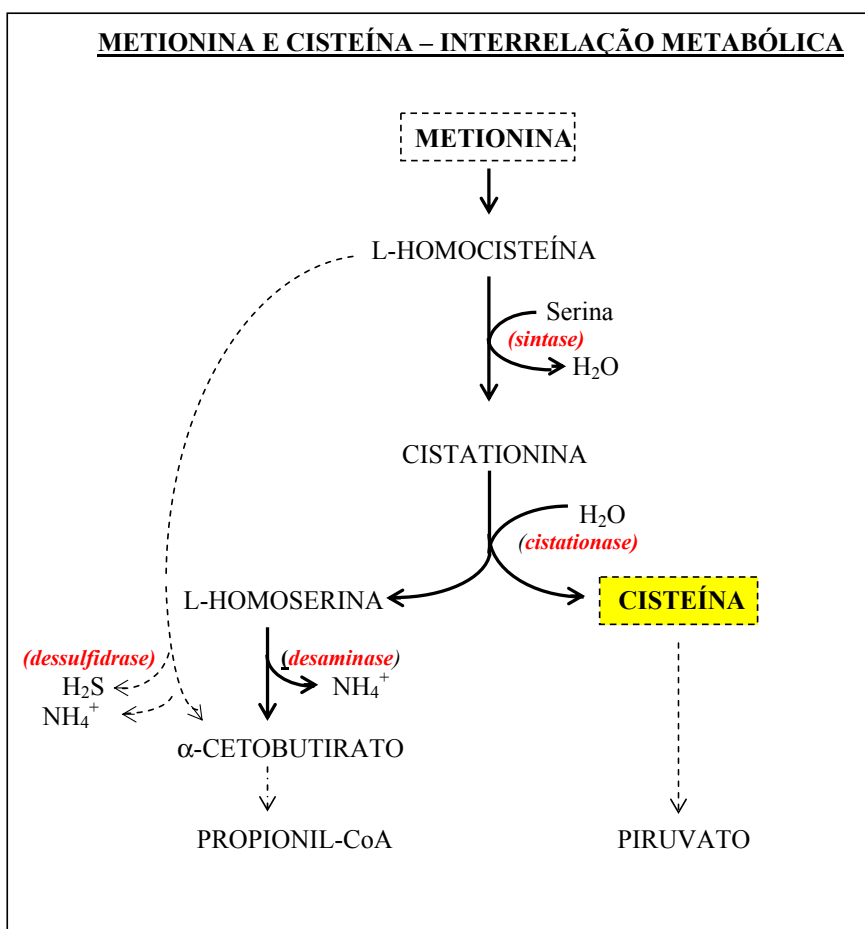 METIONINA E CISTEÍNA – INTERRELAÇÃO METABÓLICA
METIONINA
L-HOMOCISTEÍNA
Serina
(sintase)
H₂O
CISTATIONINA
H₂O
(cistationase)
L-HOMOSERINA
CISTEÍNA
(dessulfidrase)
(desaminase)
H₂S
NH₄⁺
NH₄⁺
α-CETOBUTIRATO
PROPIONIL-CoA
PIRUVATO